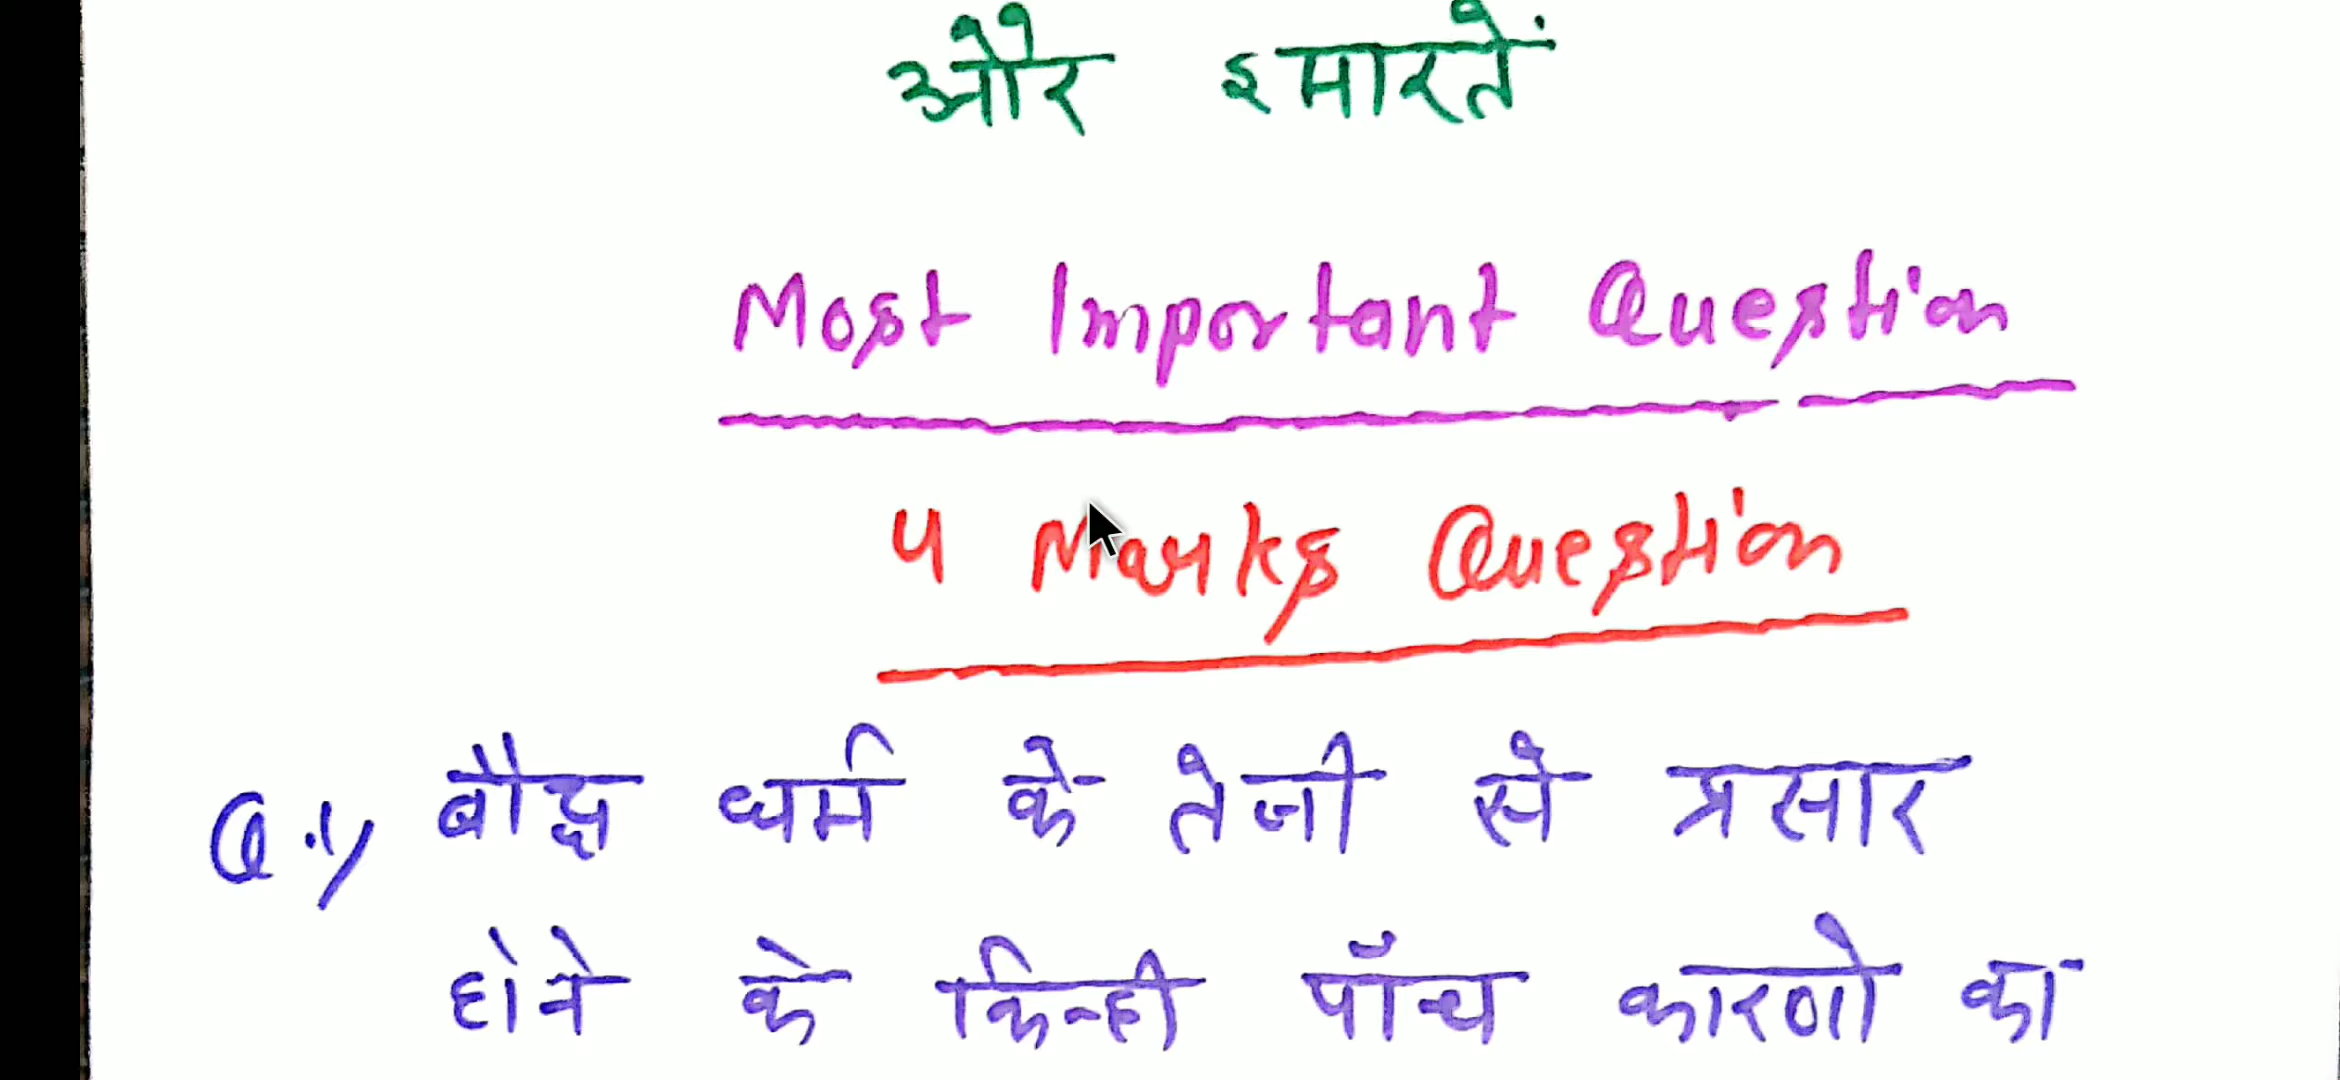 और इमारतें
Most Important Question
4 Marks Question
Q.1) बौद्ध धर्म के तेजी से प्रसार
होने के किन्ही पाँच कारणो का